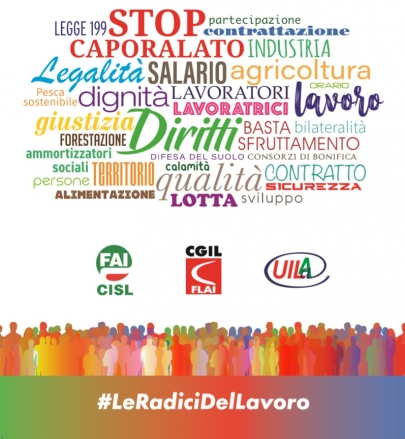 LEGGE 199 STOP partecipazione contrattazione
CAPORALATO INDUSTRIA
Legalità SALARIO agricoltura
Pesca sostenibile dignità LAVORATORI ORARIO
LAVORATRICI lavoro
giustizia Diritti BASTA bilateralità
FORESTAZIONE SFRUTTAMENTO
ammortizzatori sociali DIFESA DEL SUOLO CONSORZI DI BONIFICA
TERRITORIO calamità qualità CONTRATTO
persone SICUREZZA
ALIMENTAZIONE LOTTA sviluppo
FAI CISL
CGIL FLAI
UILA
#LeRadiciDelLavoro